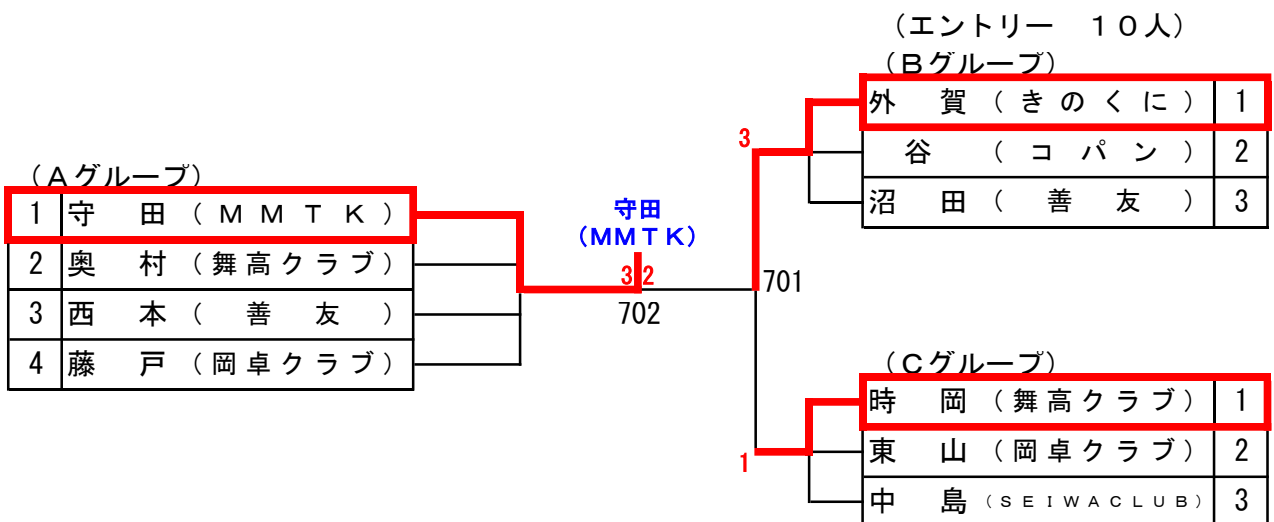 （エントリー　１０人）
（Ｂグループ）
外　賀（きのくに） 1
谷　（コパン） 2
沼　田（　善　友　） 3
（Ａグループ）
1 守　田（ＭＭＴＫ）
2 奥　村（舞高クラブ）
3 西　本（　善　友　）
4 藤　戸（岡卓クラブ）
守田
（ＭＭＴＫ）
3 2
702
3
701
1
（Ｃグループ）
時　岡（舞高クラブ） 1
東　山（岡卓クラブ） 2
中　島（ＳＥＩＷＡＣＬＵＢ） 3